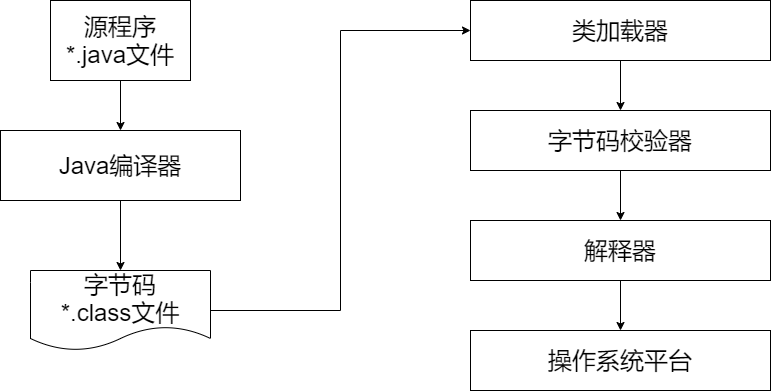 源程序
*.java文件
Java编译器
字节码
*.class文件
类加载器
字节码校验器
解释器
操作系统平台